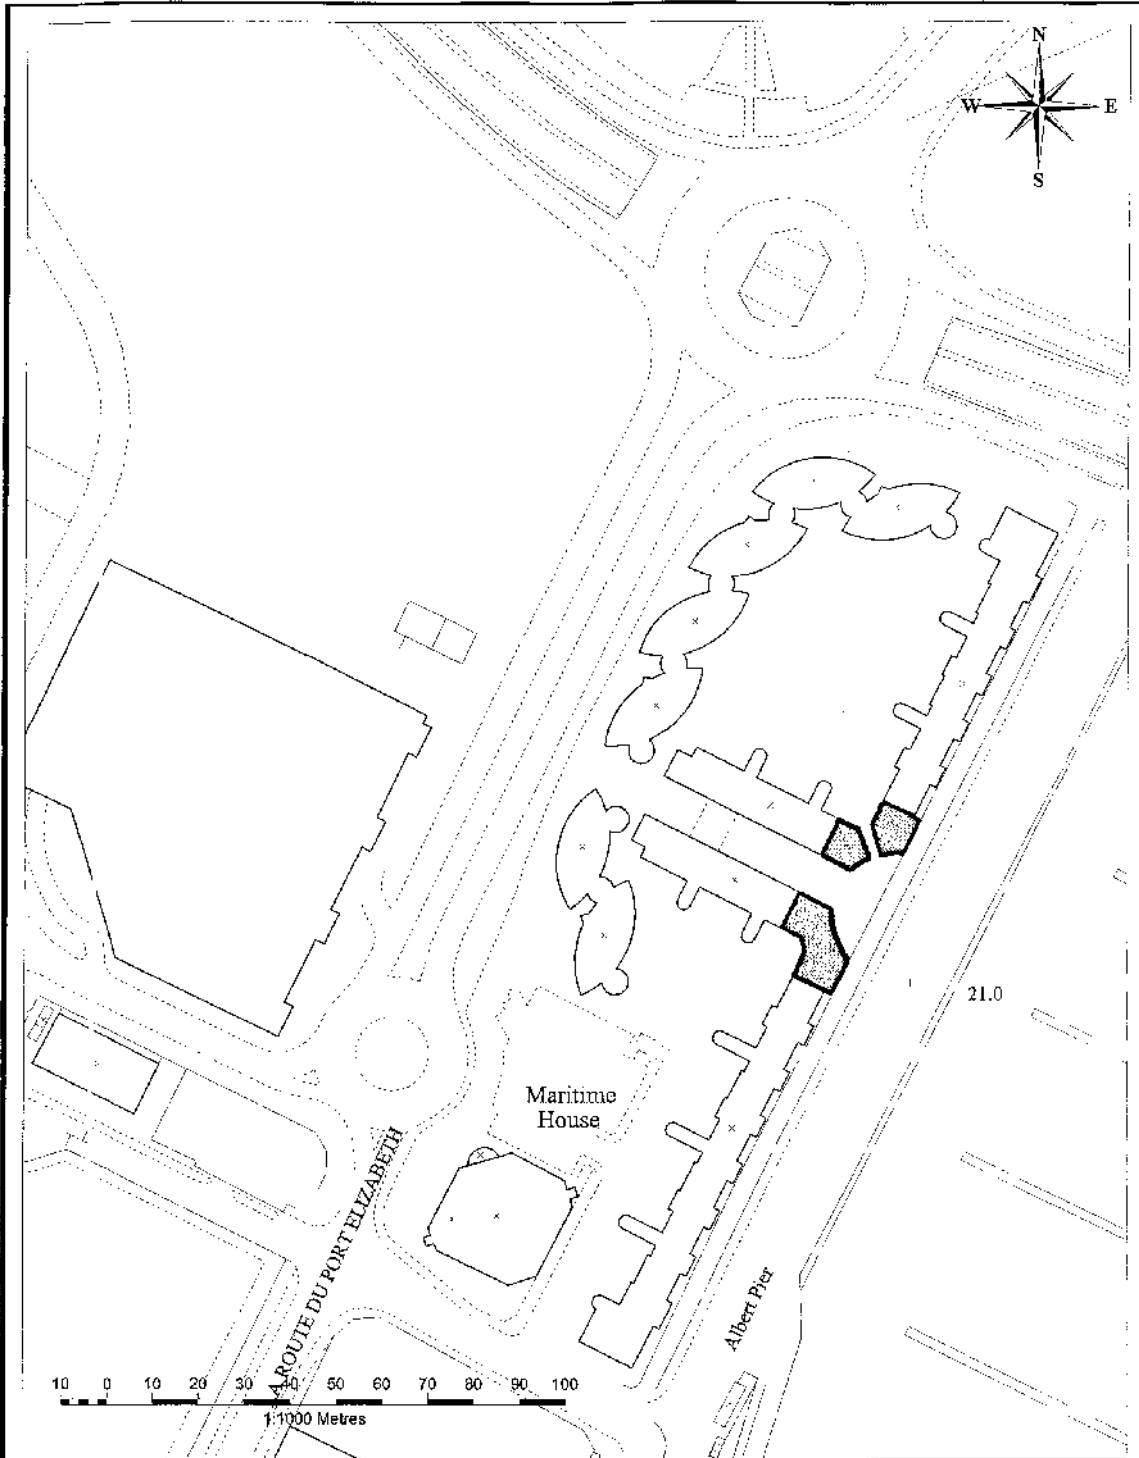 N
W E
S
21.0
Maritime
House
LA ROUTE DU PORT ELIZABETH
Albert Pier
10 0 10 20 30 40 50 60 70 80 90 100
1:1000 Metres